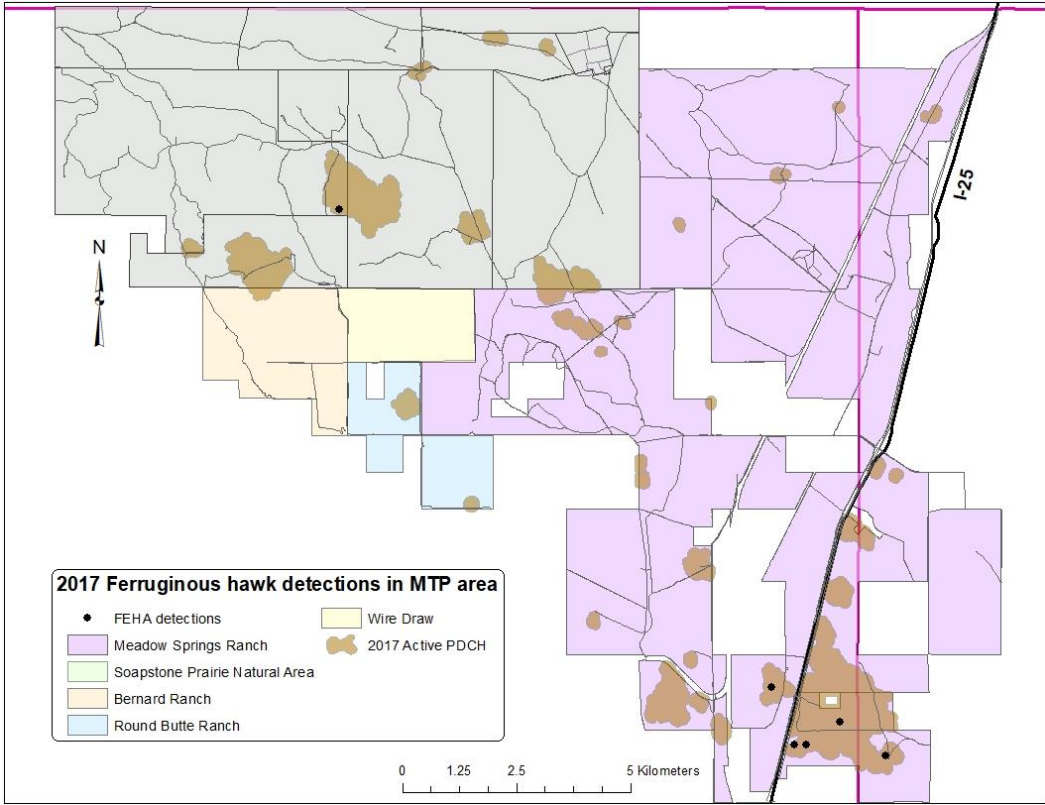 I-25
N
2017 Ferruginous hawk detections in MTP area
FEHA detections
Wire Draw
Meadow Springs Ranch
2017 Active PDCH
Soapstone Prairie Natural Area
Bernard Ranch
Round Butte Ranch
0 1.25 2.5 5 Kilometers